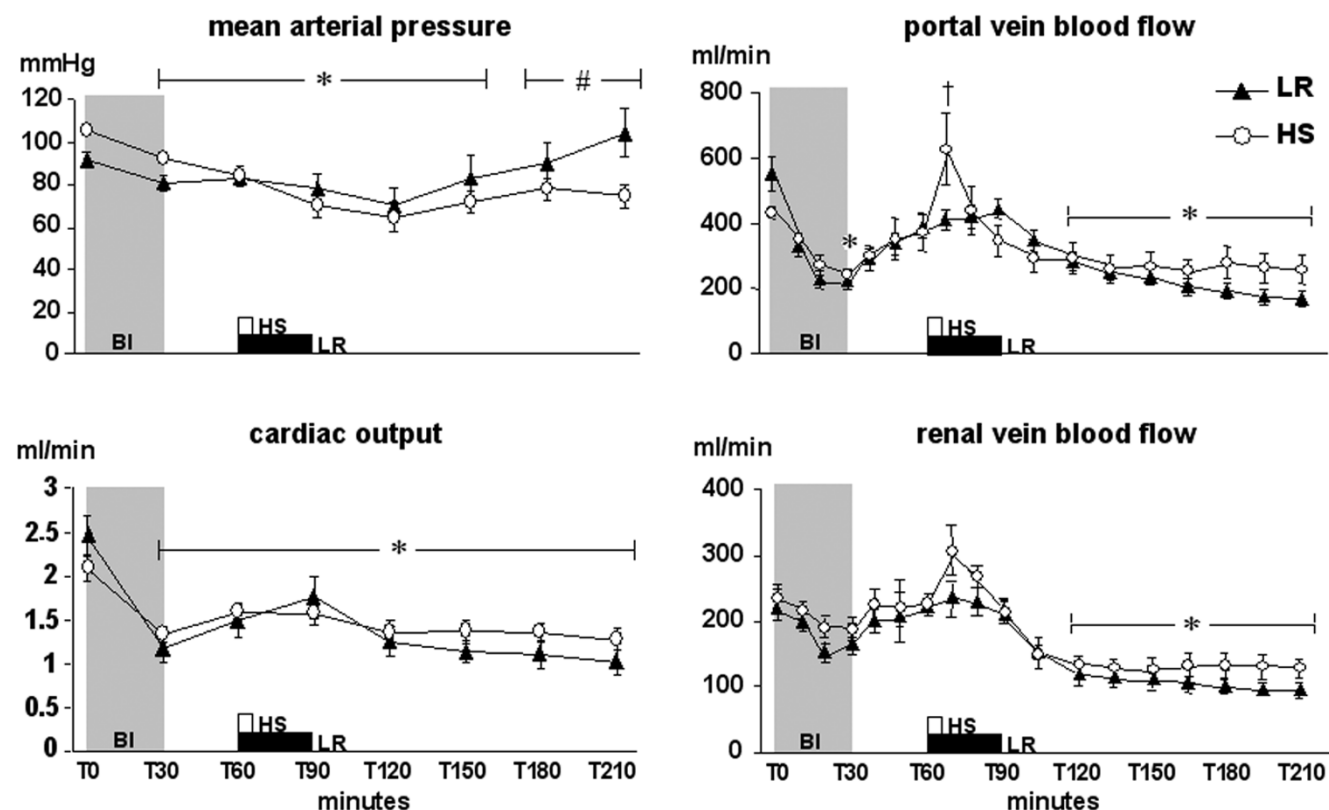 mean arterial pressure
mmHg
*
#
120
100
80
60
40
20
0
BI
HS
LR
portal vein blood flow
ml/min
800
600
400
200
0
†
*
*
LR
HS
BI
HS
LR
cardiac output
ml/min
3
2.5
2
1.5
1
0.5
0
*
BI
HS
LR
T0 T30 T60 T90 T120 T150 T180 T210
minutes
renal vein blood flow
ml/min
400
300
200
100
0
*
BI
HS
LR
T0 T30 T60 T90 T120 T150 T180 T210
minutes